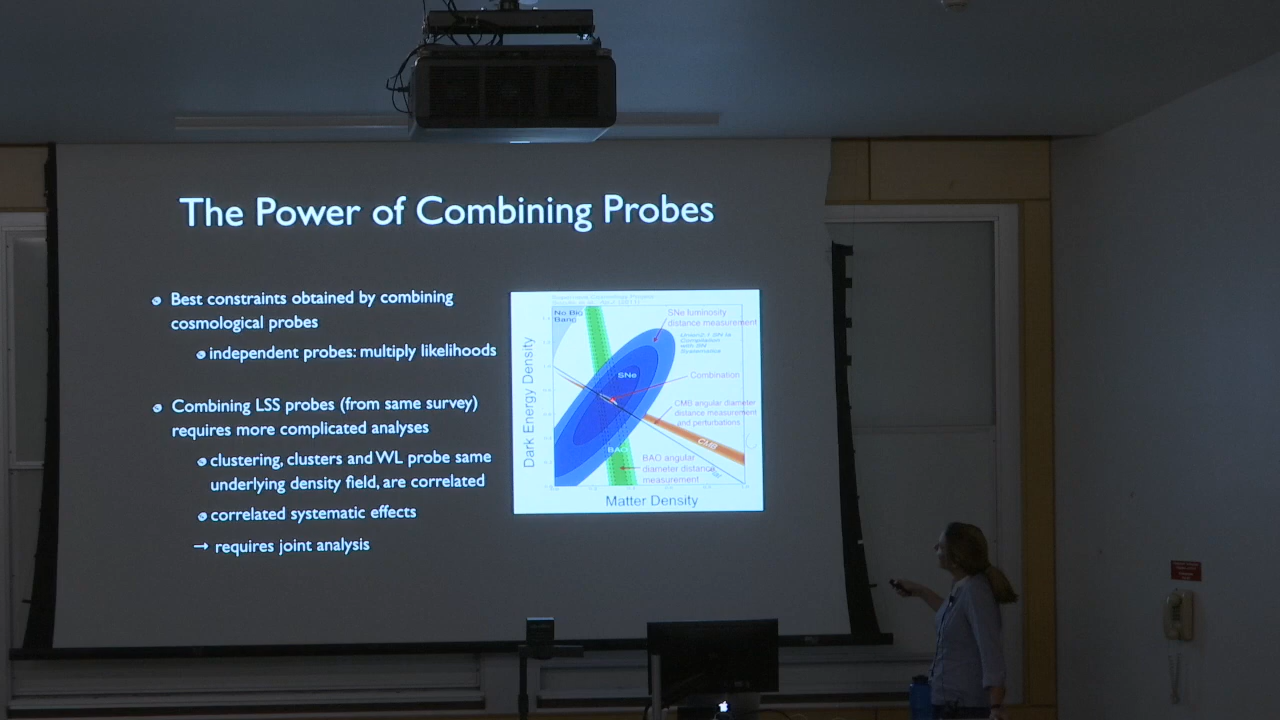 The Power of Combining Probes
Best constraints obtained by combining
cosmological probes
independent probes: multiply likelihoods
Combining LSS probes (from same survey)
requires more complicated analyses
clustering, clusters and WL probe same
underlying density field, are correlated
correlated systematic effects
→ requires joint analysis
No Big
Bang
SNe luminosity
distance measurement
SNe
Combination
CMB angular diameter
distance measurement
and perturbations
CMB
BAO
BAO angular
diameter distance
measurement
Dark Energy Density
Matter Density